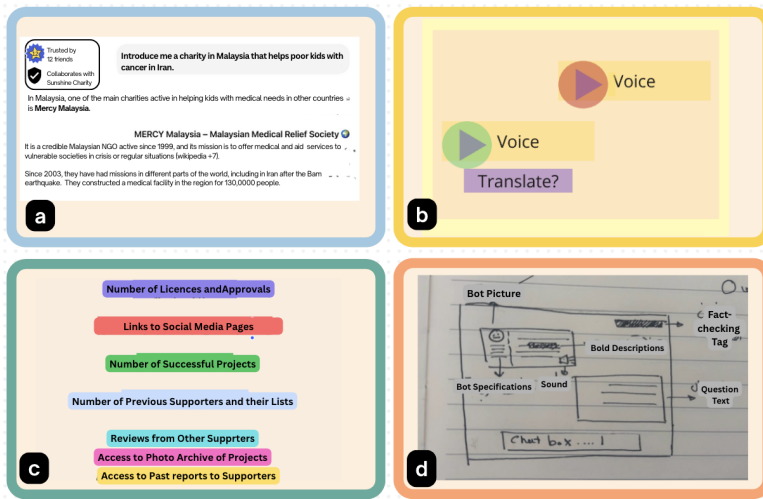 Trusted by
12 friends
Collaborates with
Sunshine Charity
Introduce me a charity in Malaysia that helps poor kids with
cancer in Iran.
In Malaysia, one of the main charities active in helping kids with medical needs in other countries
is Mercy Malaysia.
MERCY Malaysia – Malaysian Medical Relief Society
It is a credible Malaysian NGO active since 1999, and its mission is to offer medical and aid services to
vulnerable societies in crisis or regular situations (wikipedia +7).
Since 2003, they have had missions in different parts of the world, including in Iran after the Bam
earthquake. They constructed a medical facility in the region for 130,0000 people.
a
Voice
Voice
Translate?
b
Number of Licences andApprovals
Links to Social Media Pages
Number of Successful Projects
Number of Previous Supporters and their Lists
Reviews from Other Supprters
Access to Photo Archive of Projects
Access to Past reports to Supporters
c
Bot Picture
Fact-
checking
Tag
Bold Descriptions
Bot Specifications
Sound
Question
Text
Chat box .... !
d